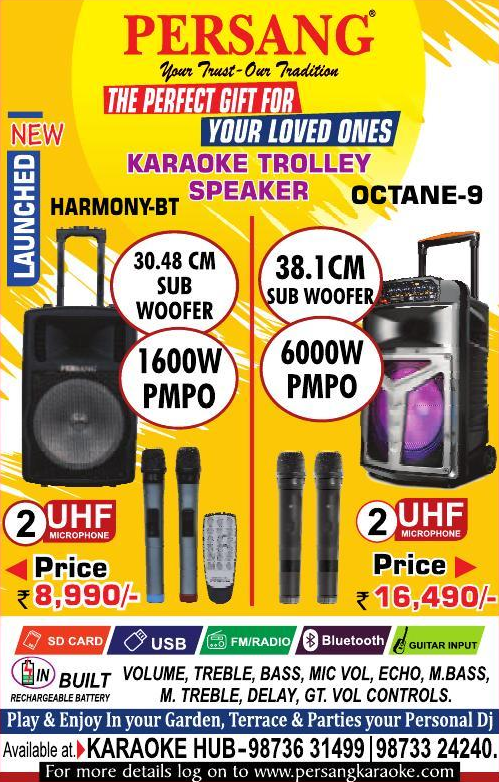 PERSANG®
Your Trust-Our Tradition
THE PERFECT GIFT FOR
YOUR LOVED ONES
NEW
LAUNCHED
KARAOKE TROLLEY
SPEAKER
HARMONY-BT
OCTANE-9
30.48 CM
SUB
WOOFER
1600W
PMPO
38.1CM
SUB WOOFER
6000W
PMPO
PERSANG
2 UHF
MICROPHONE
Price
₹ 8,990/-
2 UHF
MICROPHONE
Price
₹ 16,490/-
SD CARD USB FM/RADIO Bluetooth GUITAR INPUT
IN BUILT
RECHARGEABLE BATTERY
VOLUME, TREBLE, BASS, MIC VOL, ECHO, M.BASS,
M. TREBLE, DELAY, GT. VOL CONTROLS.
Play & Enjoy In your Garden, Terrace & Parties your Personal Dj
Available at. KARAOKE HUB-98736 31499 | 98733 24240.
For more details log on to www.persangkaraoke.com